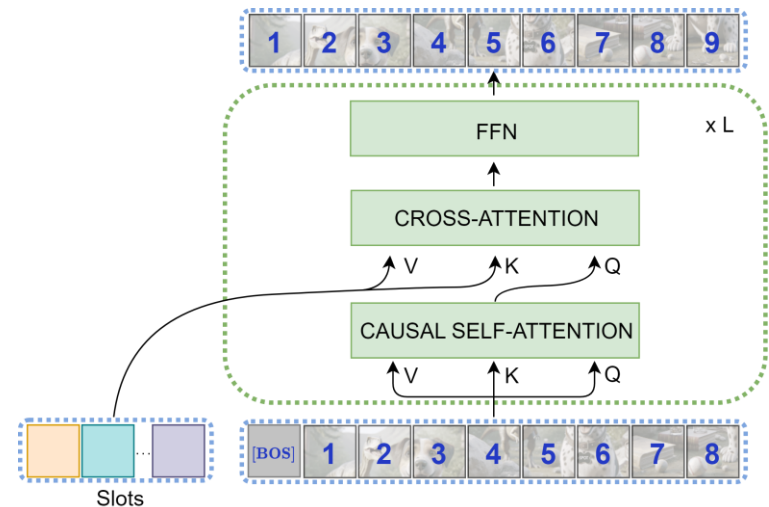 1 2 3 4 5 6 7 8 9
FFN
x L
CROSS-ATTENTION
V K Q
CAUSAL SELF-ATTENTION
V K Q
[BOS] 1 2 3 4 5 6 7 8
...
Slots